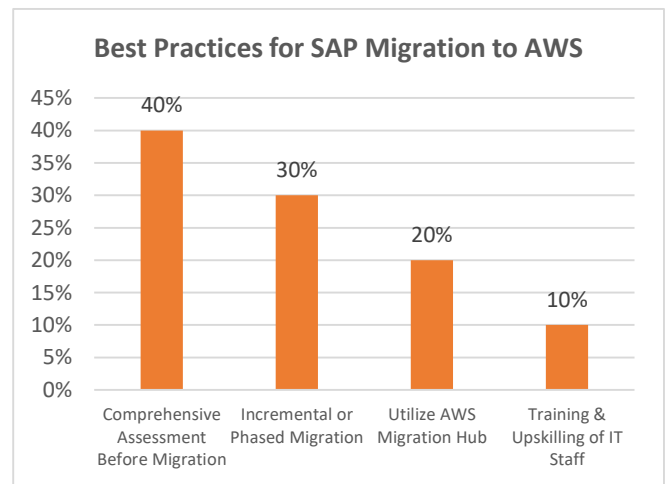 Best Practices for SAP Migration to AWS
45%
40%
35%
30%
25%
20%
15%
10%
5%
0%
40%
30%
20%
10%
Comprehensive
Assessment
Before Migration
Incremental or
Phased Migration
Utilize AWS
Migration Hub
Training &
Upskilling of IT
Staff